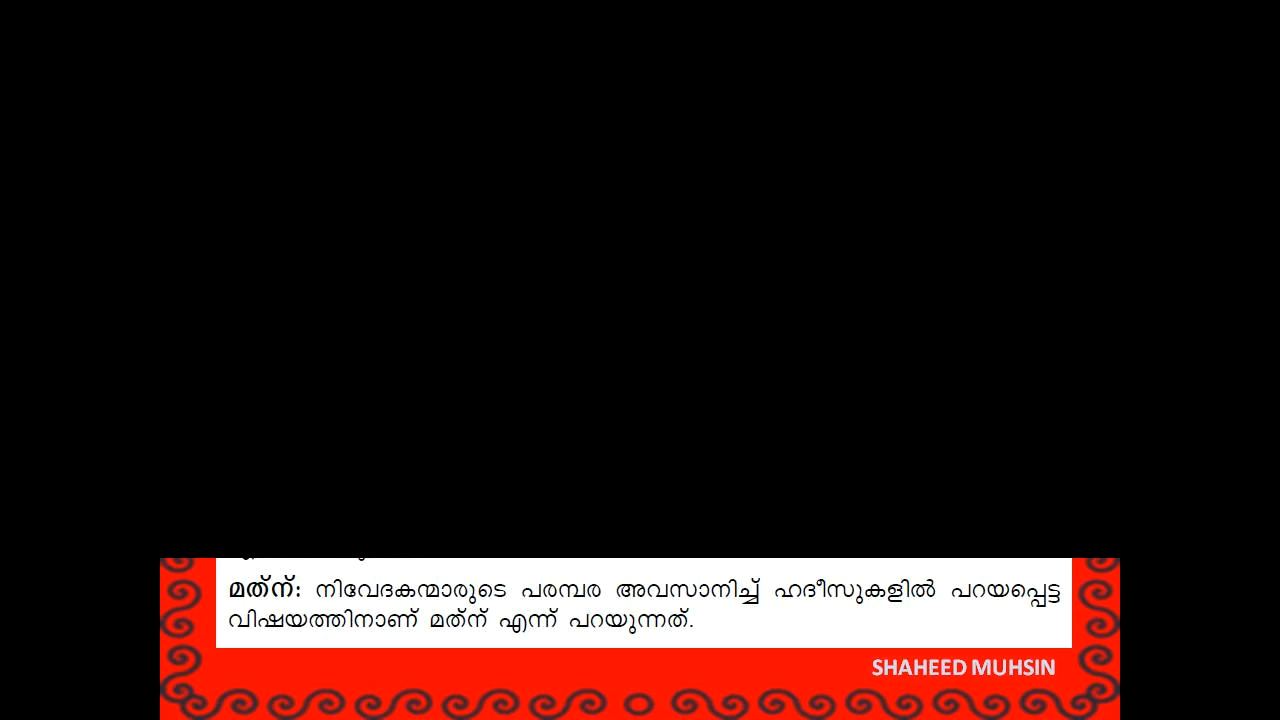 മത്ന്: നിവേദകന്മാരുടെ പരമ്പര അവസാനിച്ച് ഹദീസുകളിൽ പറയപ്പെട്ട
വിഷയത്തിനാണ് മത്ന് എന്ന് പറയുന്നത്.
SHAHEED MUHSIN